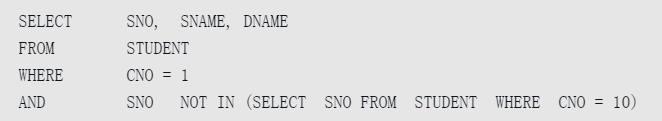 SELECT SNO, SNAME, DNAME
FROM STUDENT
WHERE CNO = 1
AND SNO NOT IN (SELECT SNO FROM STUDENT WHERE CNO = 10)